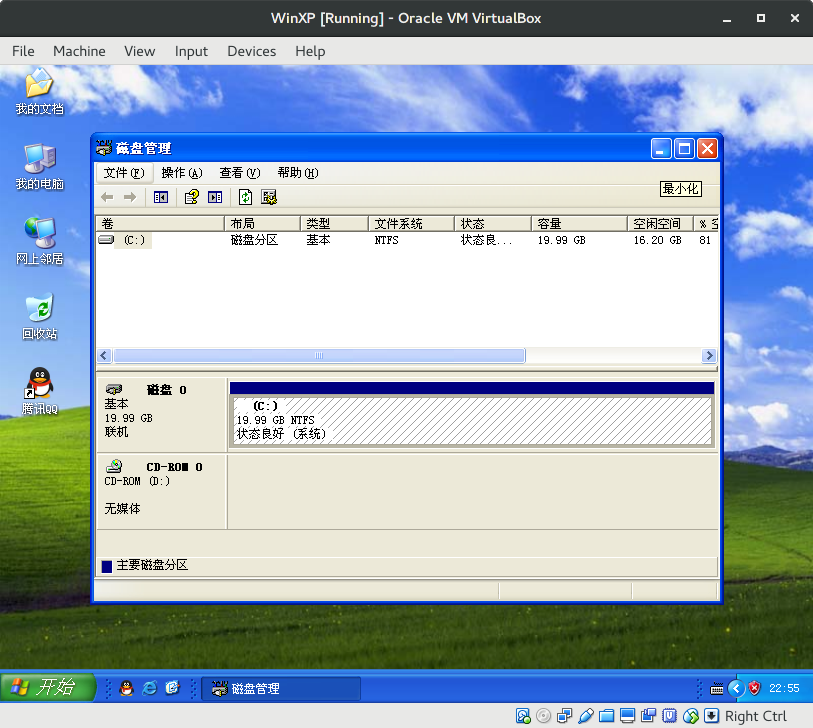 WinXP [Running] - Oracle VM VirtualBox
File Machine View Input Devices Help
我的文档
我的电脑
网上邻居
回收站
腾讯QQ
磁盘管理
文件(F) 操作(A) 查看(V) 帮助(H)
最小化
卷 布局 类型 文件系统 状态 容量 空闲空间 %
(C:) 磁盘分区 基本 NTFS 状态良... 19.99 GB 16.20 GB 81
磁盘 0
基本
19.99 GB
联机
(C:)
19.99 GB NTFS
状态良好 (系统)
CD-ROM 0
CD-ROM (D:)
无媒体
主要磁盘分区
开始
磁盘管理
22:55
Right Ctrl